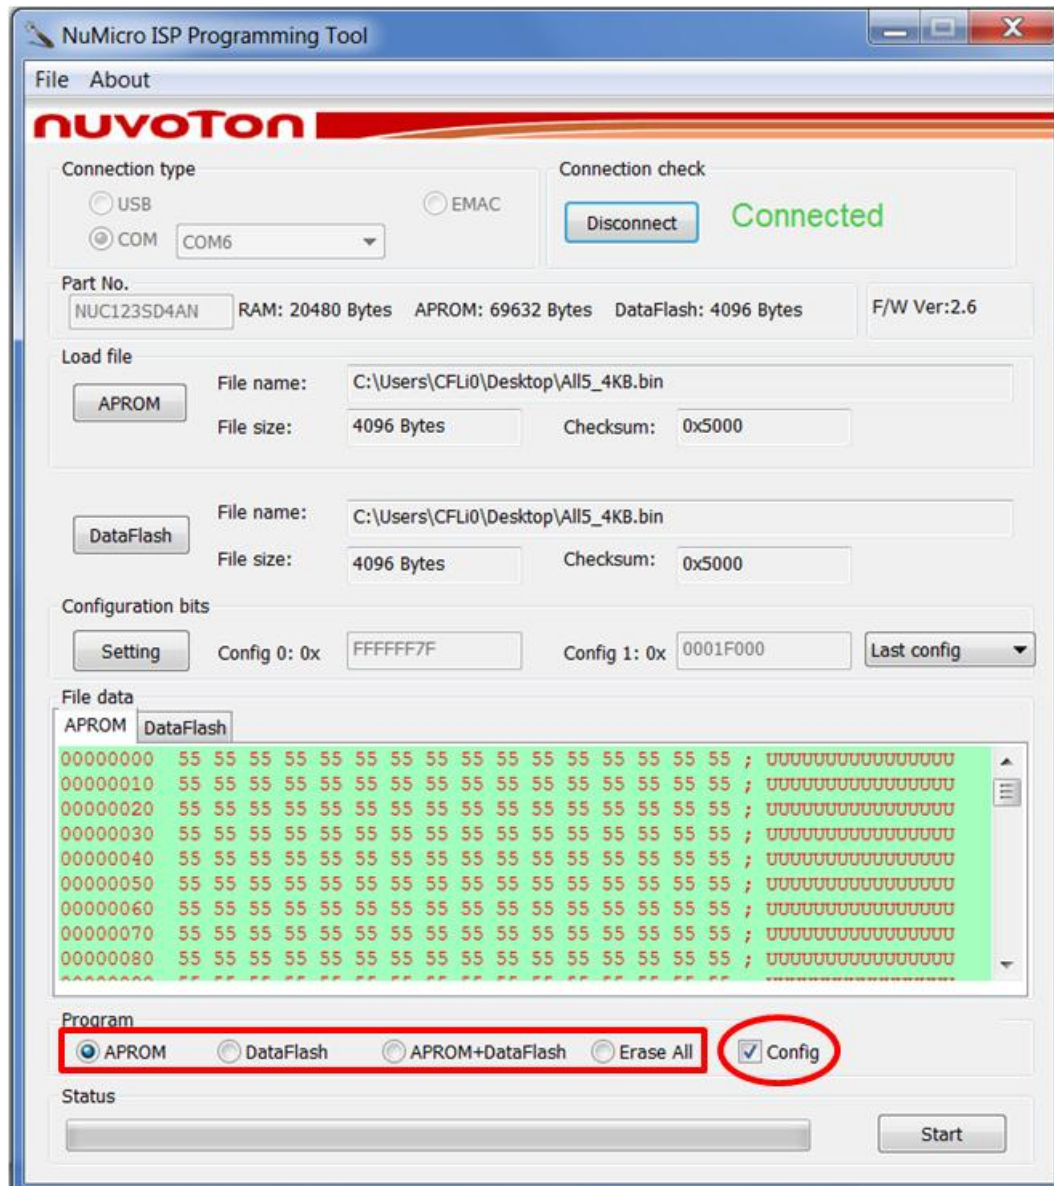 NuMicro ISP Programming Tool
File About
nuvoTon
Connection type
USB EMAC
COM COM6
Connection check
Disconnect Connected
Part No.
NUC123SD4AN RAM: 20480 Bytes APROM: 69632 Bytes DataFlash: 4096 Bytes F/W Ver:2.6
Load file
APROM
File name: C:\Users\CFLi0\Desktop\All5_4KB.bin
File size: 4096 Bytes Checksum: 0x5000
DataFlash
File name: C:\Users\CFLi0\Desktop\All5_4KB.bin
File size: 4096 Bytes Checksum: 0x5000
Configuration bits
Setting Config 0: 0x FFFFFF7F Config 1: 0x 0001F000 Last config
File data
APROM DataFlash
00000000 55 55 55 55 55 55 55 55 55 55 55 55 55 55 55 55 ; UUUUUUUUUUUUUUUU
00000010 55 55 55 55 55 55 55 55 55 55 55 55 55 55 55 55 ; UUUUUUUUUUUUUUUU
00000020 55 55 55 55 55 55 55 55 55 55 55 55 55 55 55 55 ; UUUUUUUUUUUUUUUU
00000030 55 55 55 55 55 55 55 55 55 55 55 55 55 55 55 55 ; UUUUUUUUUUUUUUUU
00000040 55 55 55 55 55 55 55 55 55 55 55 55 55 55 55 55 ; UUUUUUUUUUUUUUUU
00000050 55 55 55 55 55 55 55 55 55 55 55 55 55 55 55 55 ; UUUUUUUUUUUUUUUU
00000060 55 55 55 55 55 55 55 55 55 55 55 55 55 55 55 55 ; UUUUUUUUUUUUUUUU
00000070 55 55 55 55 55 55 55 55 55 55 55 55 55 55 55 55 ; UUUUUUUUUUUUUUUU
00000080 55 55 55 55 55 55 55 55 55 55 55 55 55 55 55 55 ; UUUUUUUUUUUUUUUU
Program
APROM DataFlash APROM+DataFlash Erase All Config
Status
Start